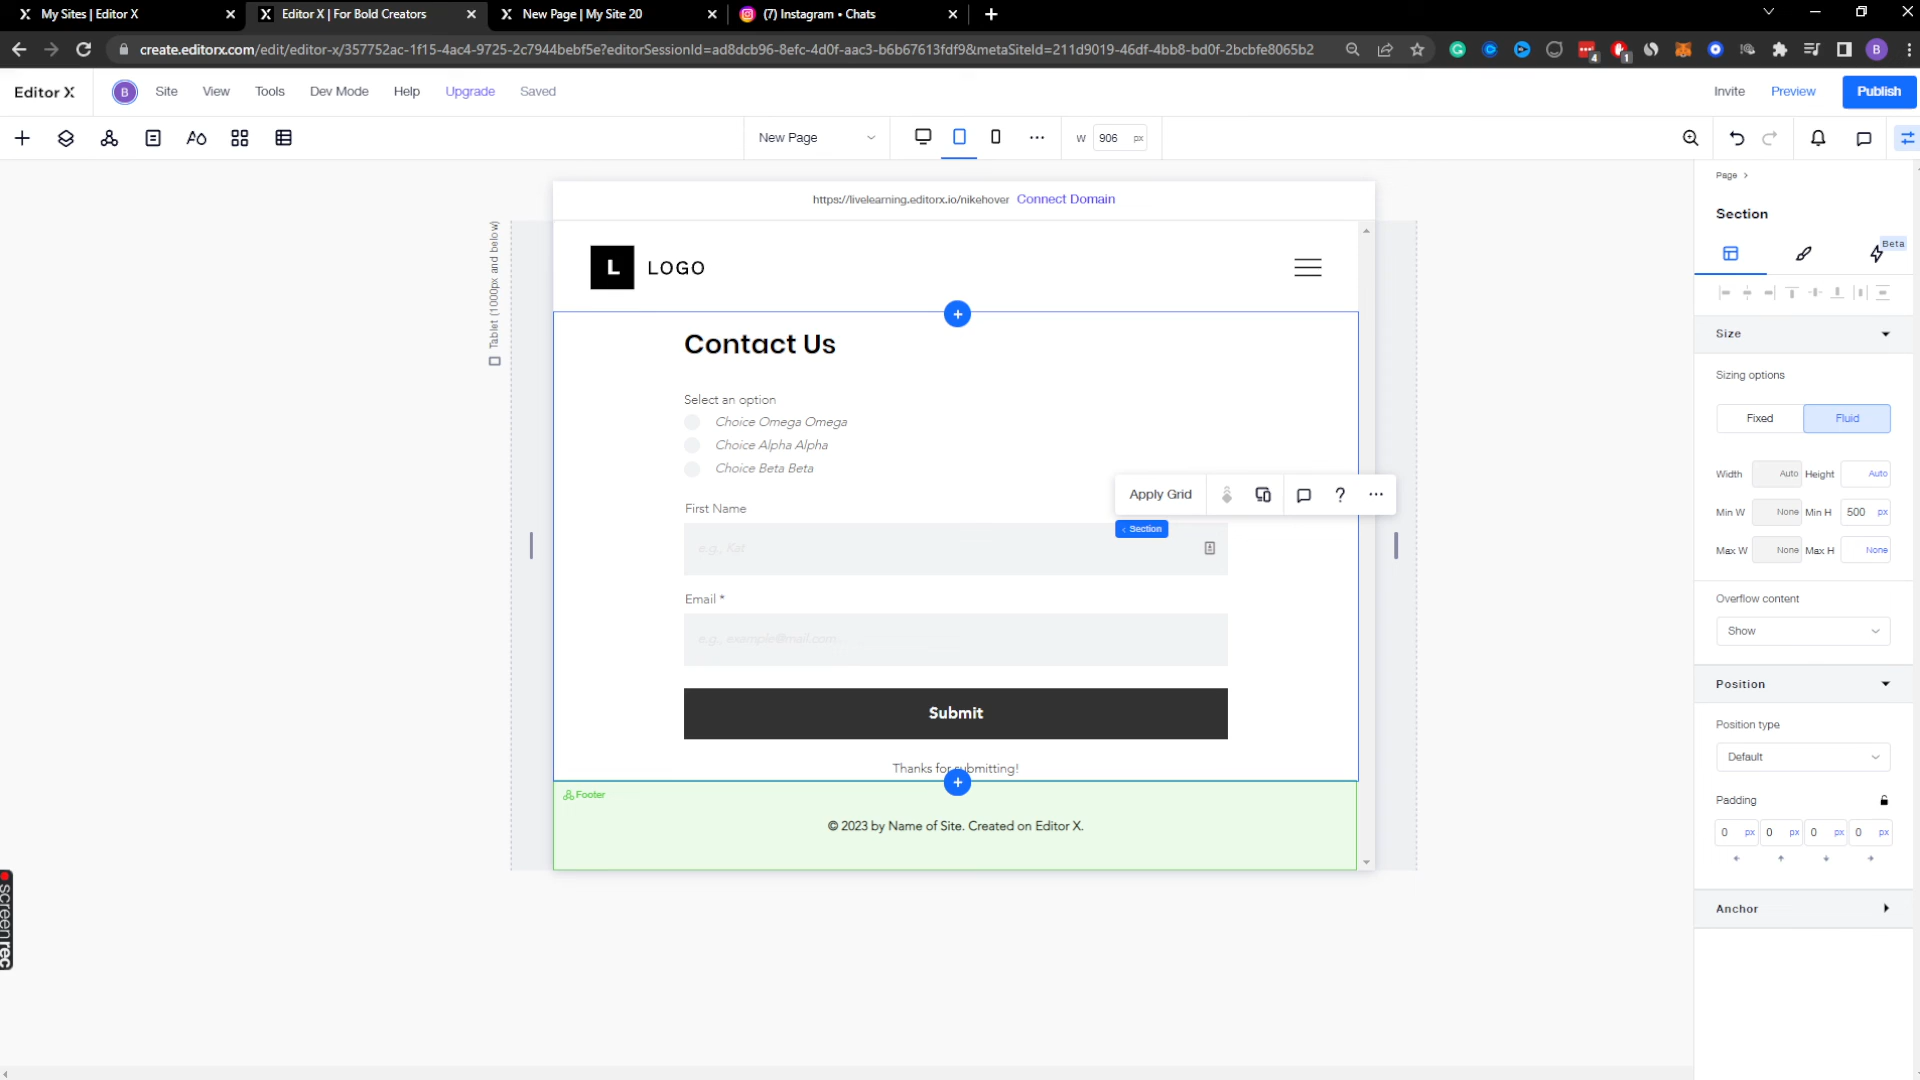 My Sites | Editor X
Editor X | For Bold Creators
New Page | My Site 20
(7) Instagram • Chats
create.editorx.com/edit/editor-x/357752ac-1f15-4ac4-9725-2c7944bebf5e?editorSessionId=ad8dcb96-8efc-4d0f-aac3-b6b67613fdf9&metaSiteId=211d9019-46df-4bb8-bd0f-2bcbfe8065b2
4
1
B
Editor X
B
Site
View
Tools
Dev Mode
Help
Upgrade
Saved
Invite
Preview
Publish
New Page
W 906 px
https://livelearning.editorx.io/nikehover Connect Domain
Tablet (1000px and below)
L LOGO
Contact Us
Select an option
Choice Omega Omega
Choice Alpha Alpha
Choice Beta Beta
First Name
e.g., Kat
Email *
e.g., example@mail.com
Submit
Thanks for submitting!
Footer
© 2023 by Name of Site. Created on Editor X.
Apply Grid
?
‹ Section
Page ›
Section
Beta
Size
Sizing options
Fixed Fluid
Width Auto Height Auto
Min W None Min H 500 px
Max W None Max H None
Overflow content
Show
Position
Position type
Default
Padding
0 px 0 px 0 px 0 px
Anchor
screenrec